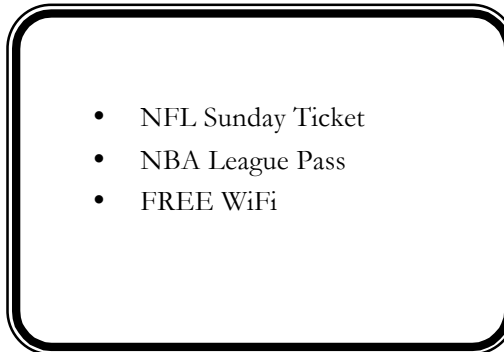 • NFL Sunday Ticket
• NBA League Pass
• FREE WiFi